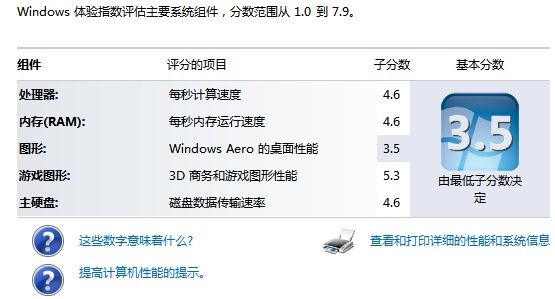 Windows 体验指数评估主要系统组件，分数范围从 1.0 到 7.9。
组件 评分的项目 子分数 基本分数
处理器: 每秒计算速度 4.6
内存(RAM): 每秒内存运行速度 4.6
图形: Windows Aero 的桌面性能 3.5
游戏图形: 3D 商务和游戏图形性能 5.3
主硬盘: 磁盘数据传输速率 4.6
3.5
由最低子分数决
定
这些数字意味着什么?
查看和打印详细的性能和系统信息
提高计算机性能的提示。